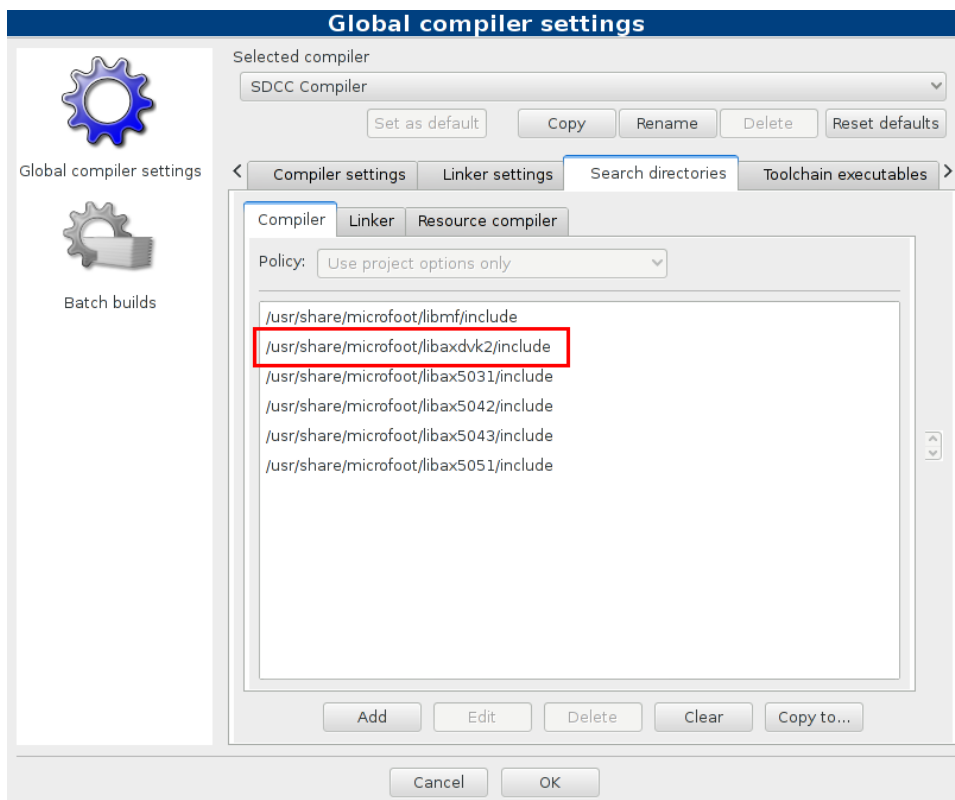 Global compiler settings
Selected compiler
SDCC Compiler
Set as default Copy Rename Delete Reset defaults
Global compiler settings
Compiler settings Linker settings Search directories Toolchain executables
Compiler Linker Resource compiler
Policy: Use project options only
Batch builds
/usr/share/microfoot/libmf/include
/usr/share/microfoot/libaxdvk2/include
/usr/share/microfoot/libax5031/include
/usr/share/microfoot/libax5042/include
/usr/share/microfoot/libax5043/include
/usr/share/microfoot/libax5051/include
Add Edit Delete Clear Copy to...
Cancel OK